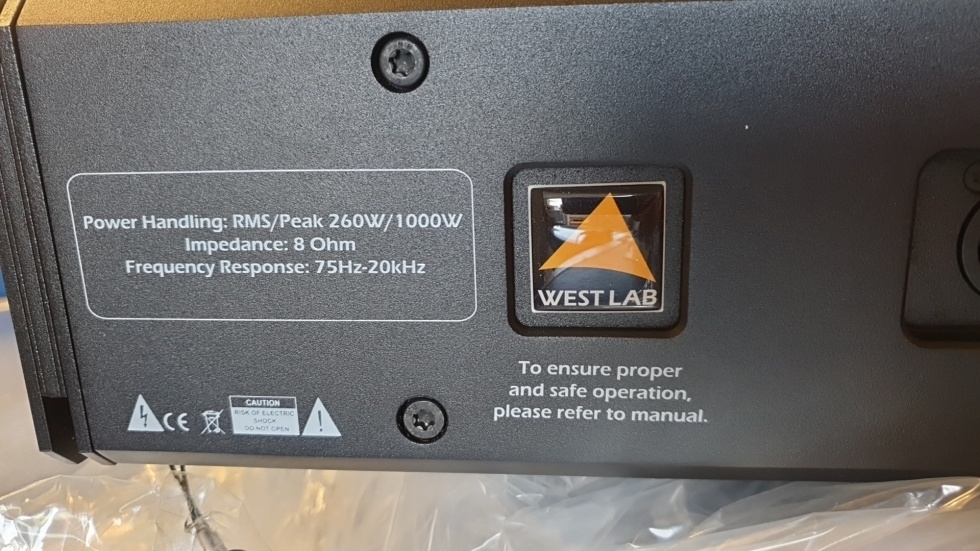 Power Handling: RMS/Peak 260W/1000W
Impedance: 8 Ohm
Frequency Response: 75Hz-20kHz
WEST LAB
To ensure proper
and safe operation,
please refer to manual.
CE
CAUTION
RISK OF ELECTRIC
SHOCK
DO NOT OPEN